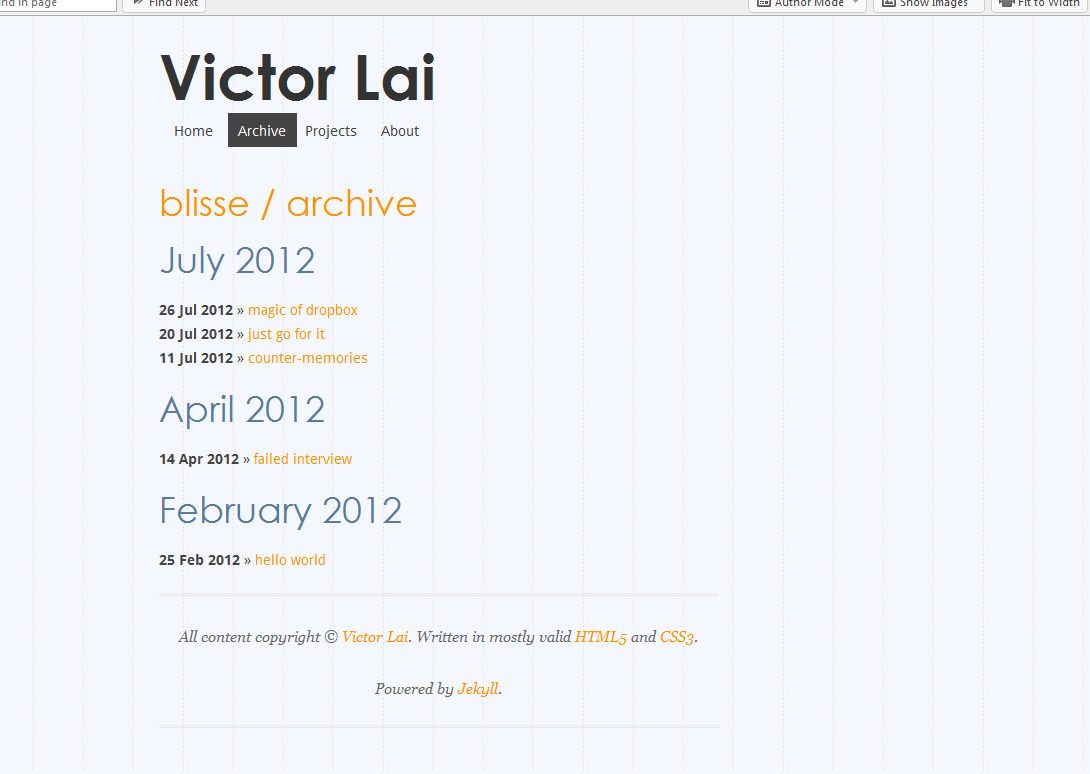 nd in page Find Next Author Mode Show Images Fit to Width
Victor Lai
Home Archive Projects About
blisse / archive
July 2012
26 Jul 2012 » magic of dropbox
20 Jul 2012 » just go for it
11 Jul 2012 » counter-memories
April 2012
14 Apr 2012 » failed interview
February 2012
25 Feb 2012 » hello world
All content copyright © Victor Lai. Written in mostly valid HTML5 and CSS3.
Powered by Jekyll.